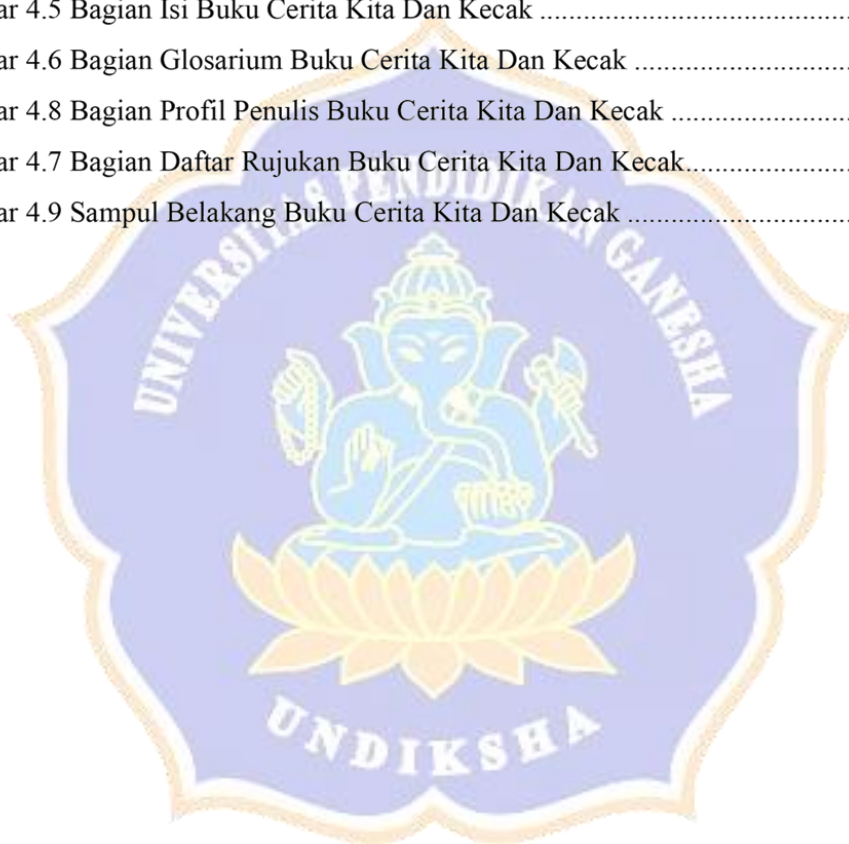 ar 4.5 Bagian Isi Buku Cerita Kita Dan Kecak ........................................
ar 4.6 Bagian Glosarium Buku Cerita Kita Dan Kecak ...........................
ar 4.8 Bagian Profil Penulis Buku Cerita Kita Dan Kecak ......................
ar 4.7 Bagian Daftar Rujukan Buku Cerita Kita Dan Kecak....................
ar 4.9 Sampul Belakang Buku Cerita Kita Dan Kecak ............................
UNIVERSITAS PENDIDIKAN GANESHA
UNDIKSHA